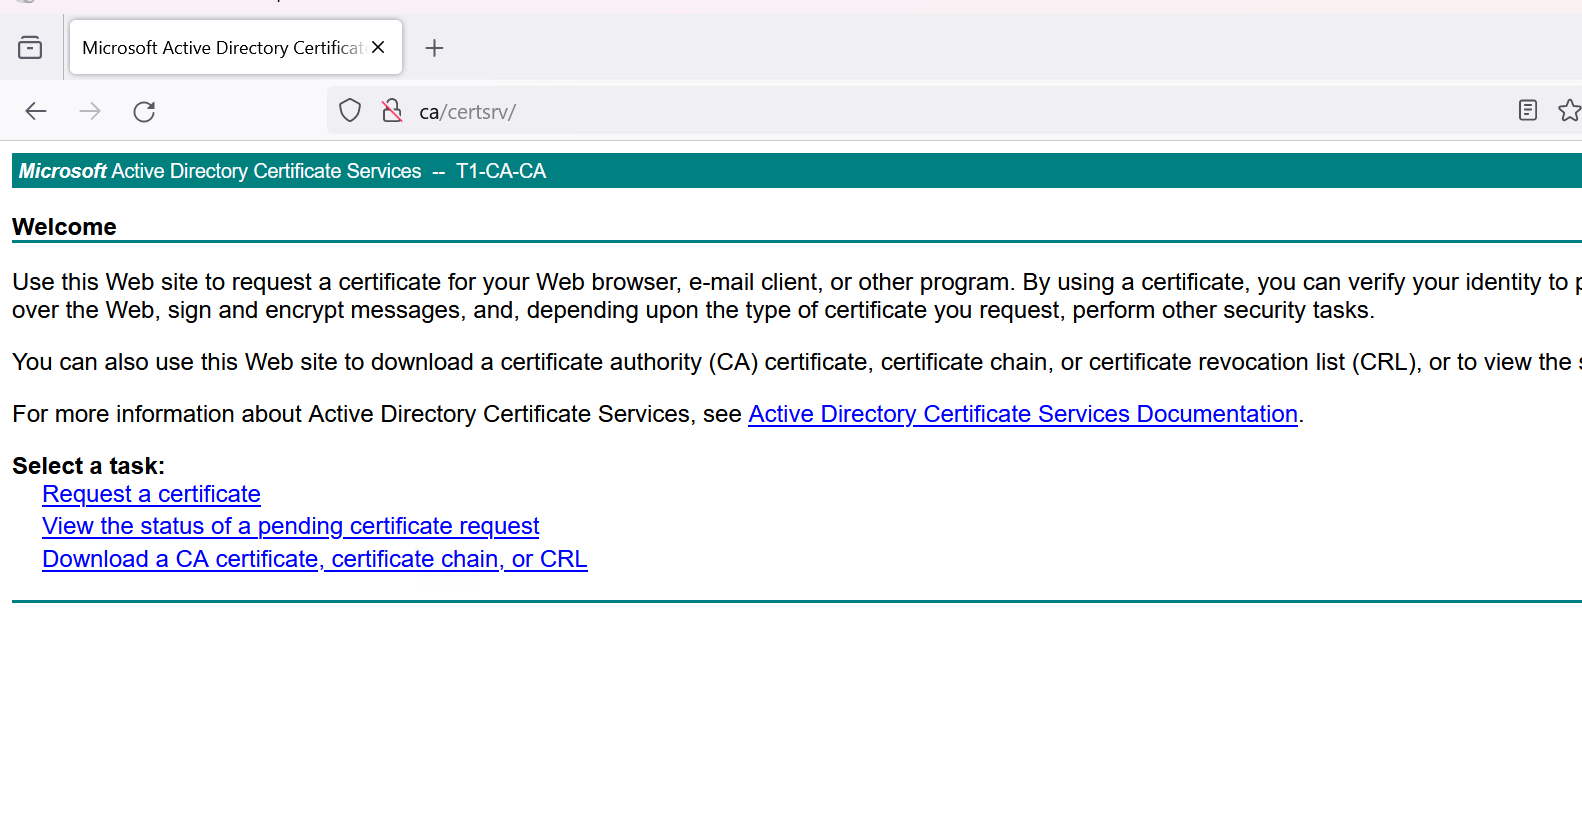 Microsoft Active Directory Certificat
ca/certsrv/
Microsoft Active Directory Certificate Services -- T1-CA-CA
Welcome
Use this Web site to request a certificate for your Web browser, e-mail client, or other program. By using a certificate, you can verify your identity to
over the Web, sign and encrypt messages, and, depending upon the type of certificate you request, perform other security tasks.
You can also use this Web site to download a certificate authority (CA) certificate, certificate chain, or certificate revocation list (CRL), or to view the
For more information about Active Directory Certificate Services, see Active Directory Certificate Services Documentation.
Select a task:
Request a certificate
View the status of a pending certificate request
Download a CA certificate, certificate chain, or CRL